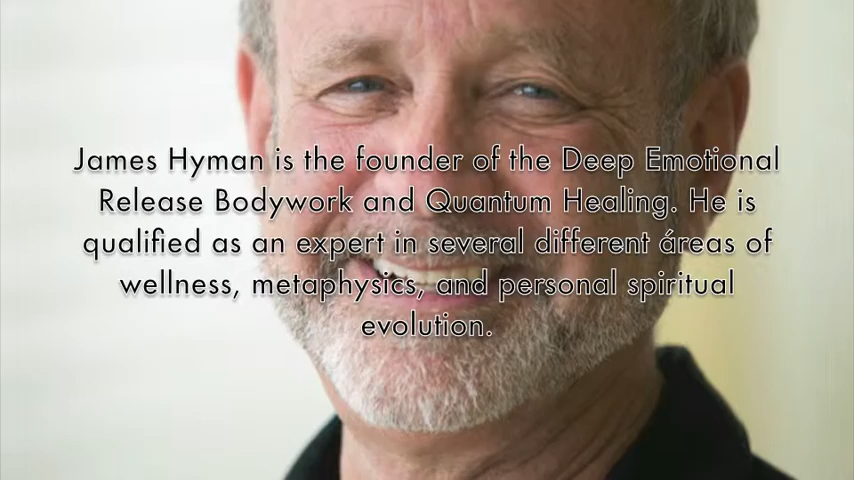 James Hyman is the founder of the Deep Emotional
Release Bodywork and Quantum Healing. He is
qualified as an expert in several different áreas of
wellness, metaphysics, and personal spiritual
evolution.